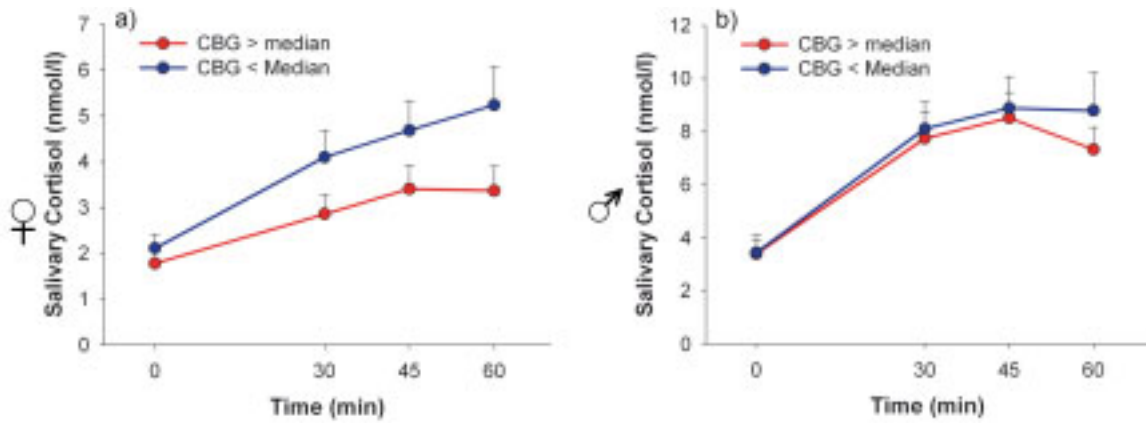 a)
CBG > median
CBG < Median
Salivary Cortisol (nmol/l)
7
6
5
4
3
2
1
0
0 30 45 60
Time (min)
b)
CBG > median
CBG < Median
Salivary Cortisol (nmol/l)
12
10
8
6
4
2
0
0 30 45 60
Time (min)